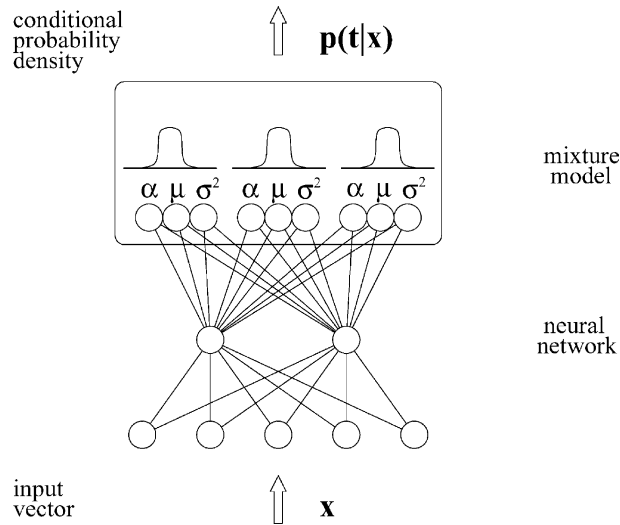 conditional
probability
density
p(t|x)
mixture
model
α μ σ² α μ σ² α μ σ²
neural
network
input
vector
x